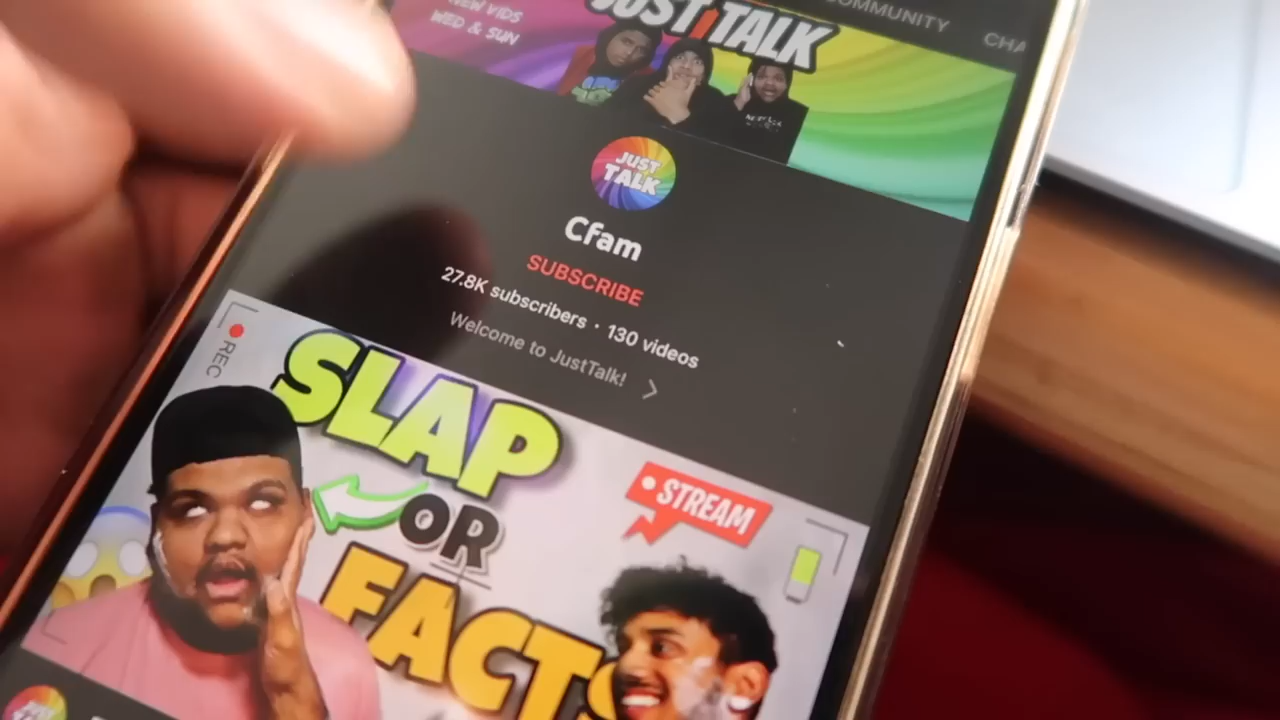 NEW VIDS
WED & SUN
JUST TALK
COMMUNITY
CHA
JUST
TALK
Cfam
SUBSCRIBE
27.8K subscribers · 130 videos
Welcome to JustTalk!
REC
SLAP
OR
FACTS
STREAM